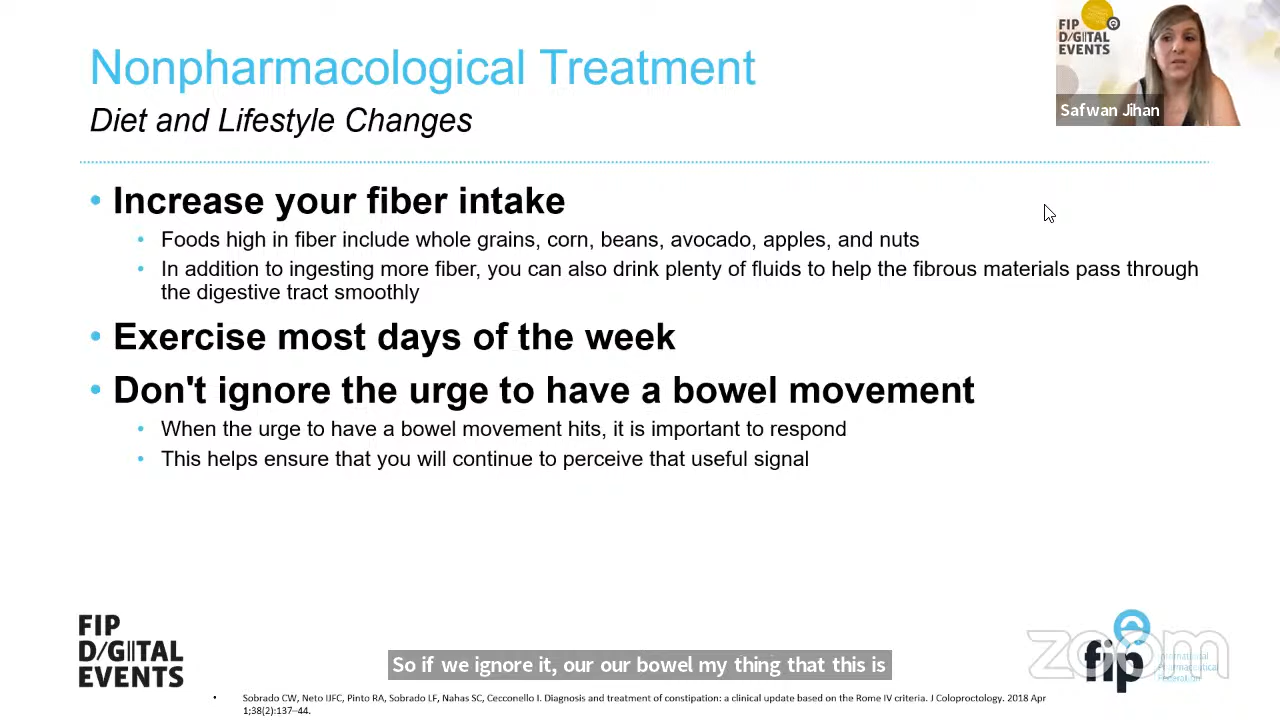 Nonpharmacological Treatment
Diet and Lifestyle Changes
FIP
D/G/TAL
EVENTS
Safwan Jihan
• Increase your fiber intake
• Foods high in fiber include whole grains, corn, beans, avocado, apples, and nuts
• In addition to ingesting more fiber, you can also drink plenty of fluids to help the fibrous materials pass through
the digestive tract smoothly
• Exercise most days of the week
• Don't ignore the urge to have a bowel movement
• When the urge to have a bowel movement hits, it is important to respond
• This helps ensure that you will continue to perceive that useful signal
FIP
D/G/TAL
EVENTS
So if we ignore it, our our bowel my thing that this is
zoom
fip
International
Pharmaceutical
Federation
• Sobrado CW, Neto IJFC, Pinto RA, Sobrado LF, Nahas SC, Cecconello I. Diagnosis and treatment of constipation: a clinical update based on the Rome IV criteria. J Coloproctology. 2018 Apr
1;38(2):137–44.